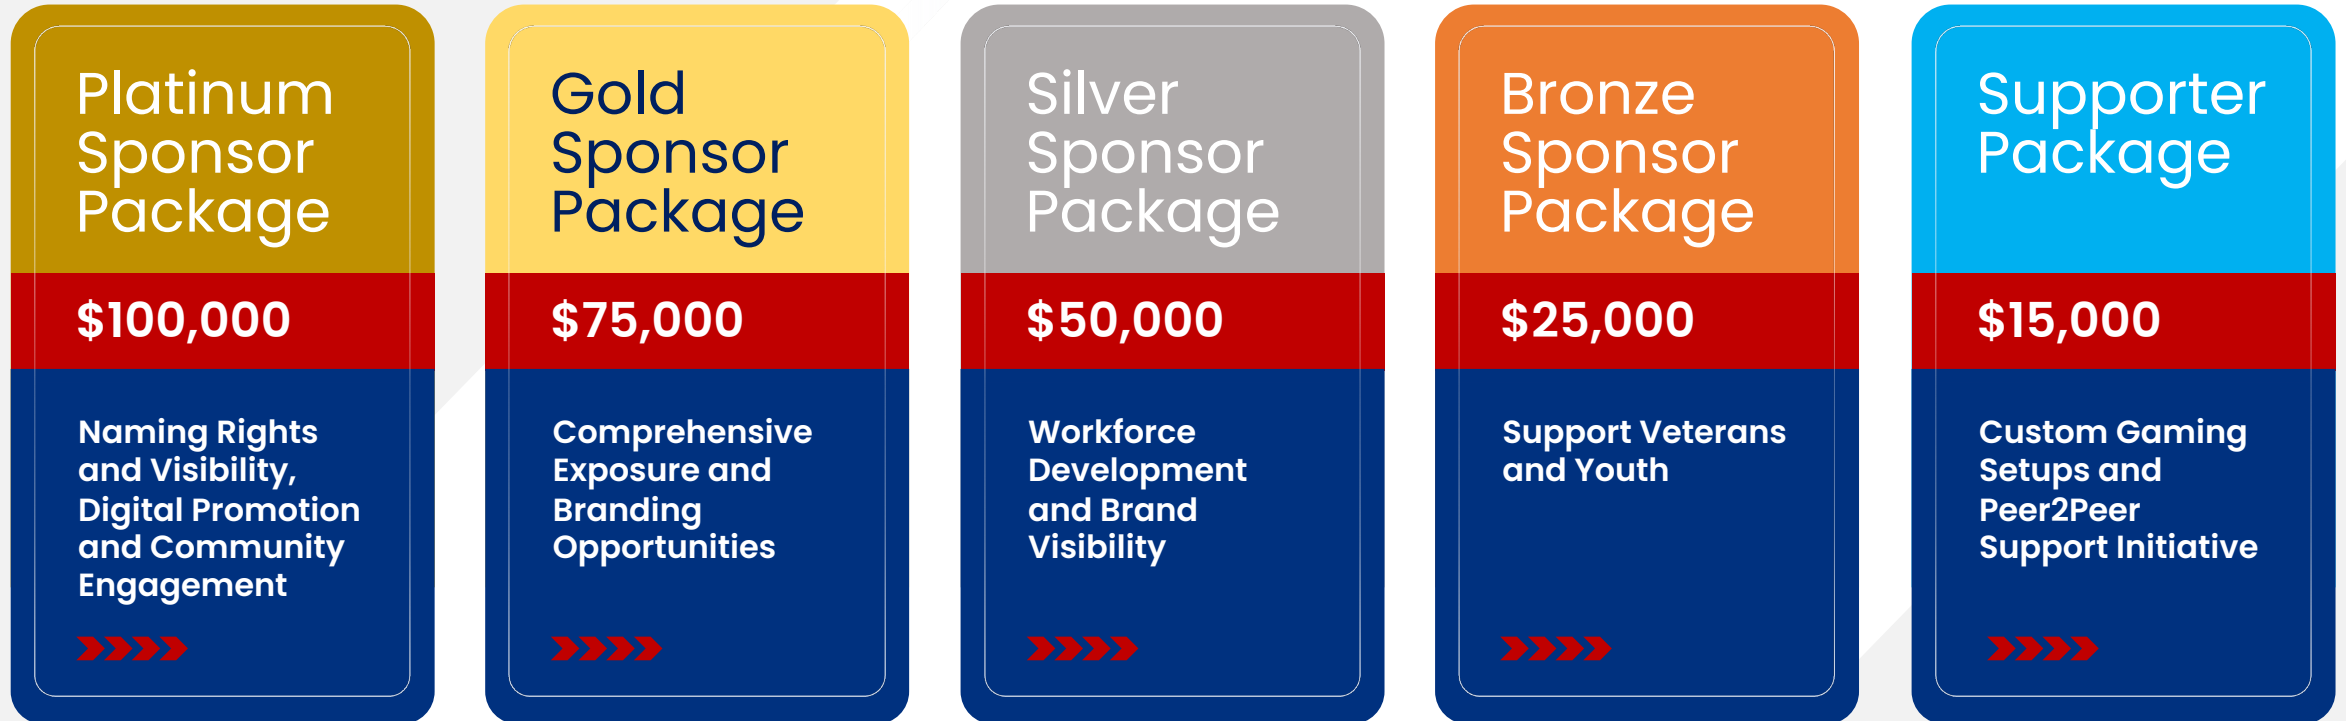 Platinum
Sponsor
Package
$100,000
Naming Rights
and Visibility,
Digital Promotion
and Community
Engagement
Gold
Sponsor
Package
$75,000
Comprehensive
Exposure and
Branding
Opportunities
Silver
Sponsor
Package
$50,000
Workforce
Development
and Brand
Visibility
Bronze
Sponsor
Package
$25,000
Support Veterans
and Youth
Supporter
Package
$15,000
Custom Gaming
Setups and
Peer2Peer
Support Initiative